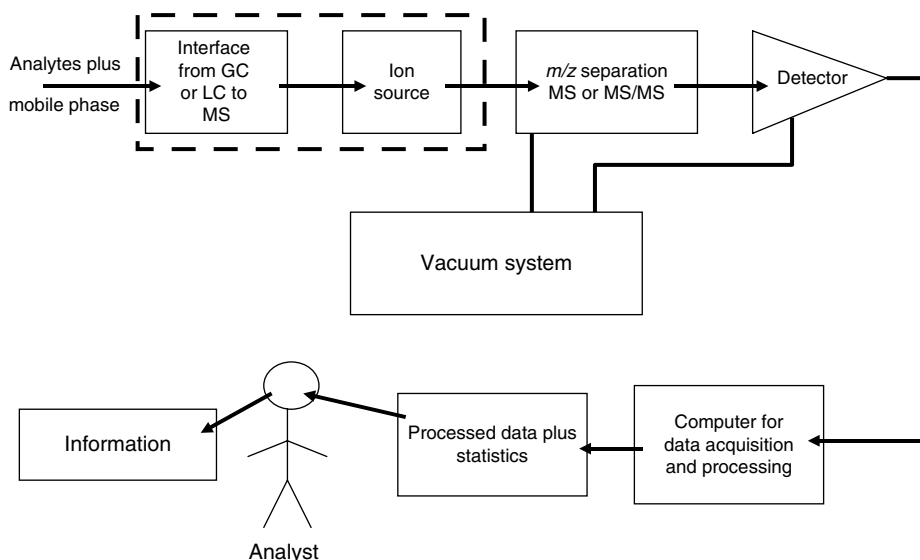 Analytes plus
mobile phase
Interface
from GC
or LC to
MS
Ion
source
m/z separation
MS or MS/MS
Detector
Vacuum system
Information
Analyst
Processed data plus
statistics
Computer for
data acquisition
and processing